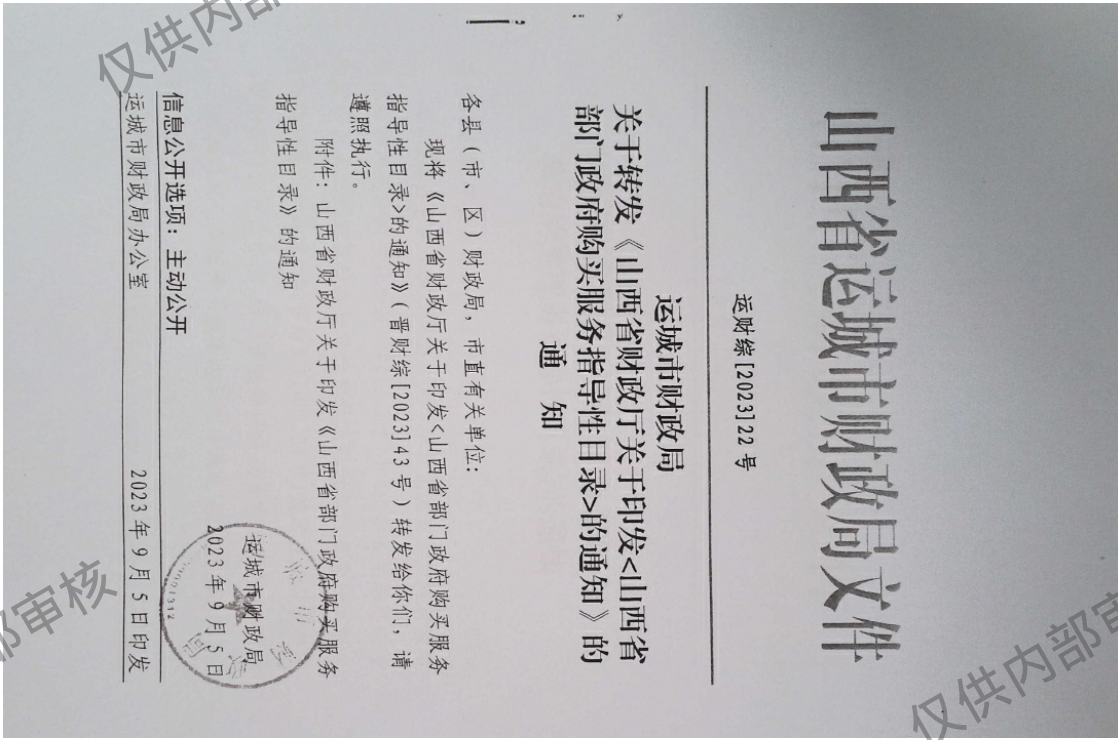 山西省运城市财政局文件
运财综[2023]22号
运城市财政局
关于转发《山西省财政厅关于印发<山西省
部门政府购买服务指导性目录>的通知》的
通 知
各县（市、区）财政局，市直有关单位：
现将《山西省财政厅关于印发<山西省部门政府购买服务
指导性目录>的通知》（晋财综[2023]43号）转发给你们，请
遵照执行。
附件：山西省财政厅关于印发《山西省部门政府购买服务
指导性目录》的通知
运城市财政局
2023年9月5日
信息公开选项：主动公开
运城市财政局办公室 2023年9月5日印发
仅供内部
部审核
仅供内部审